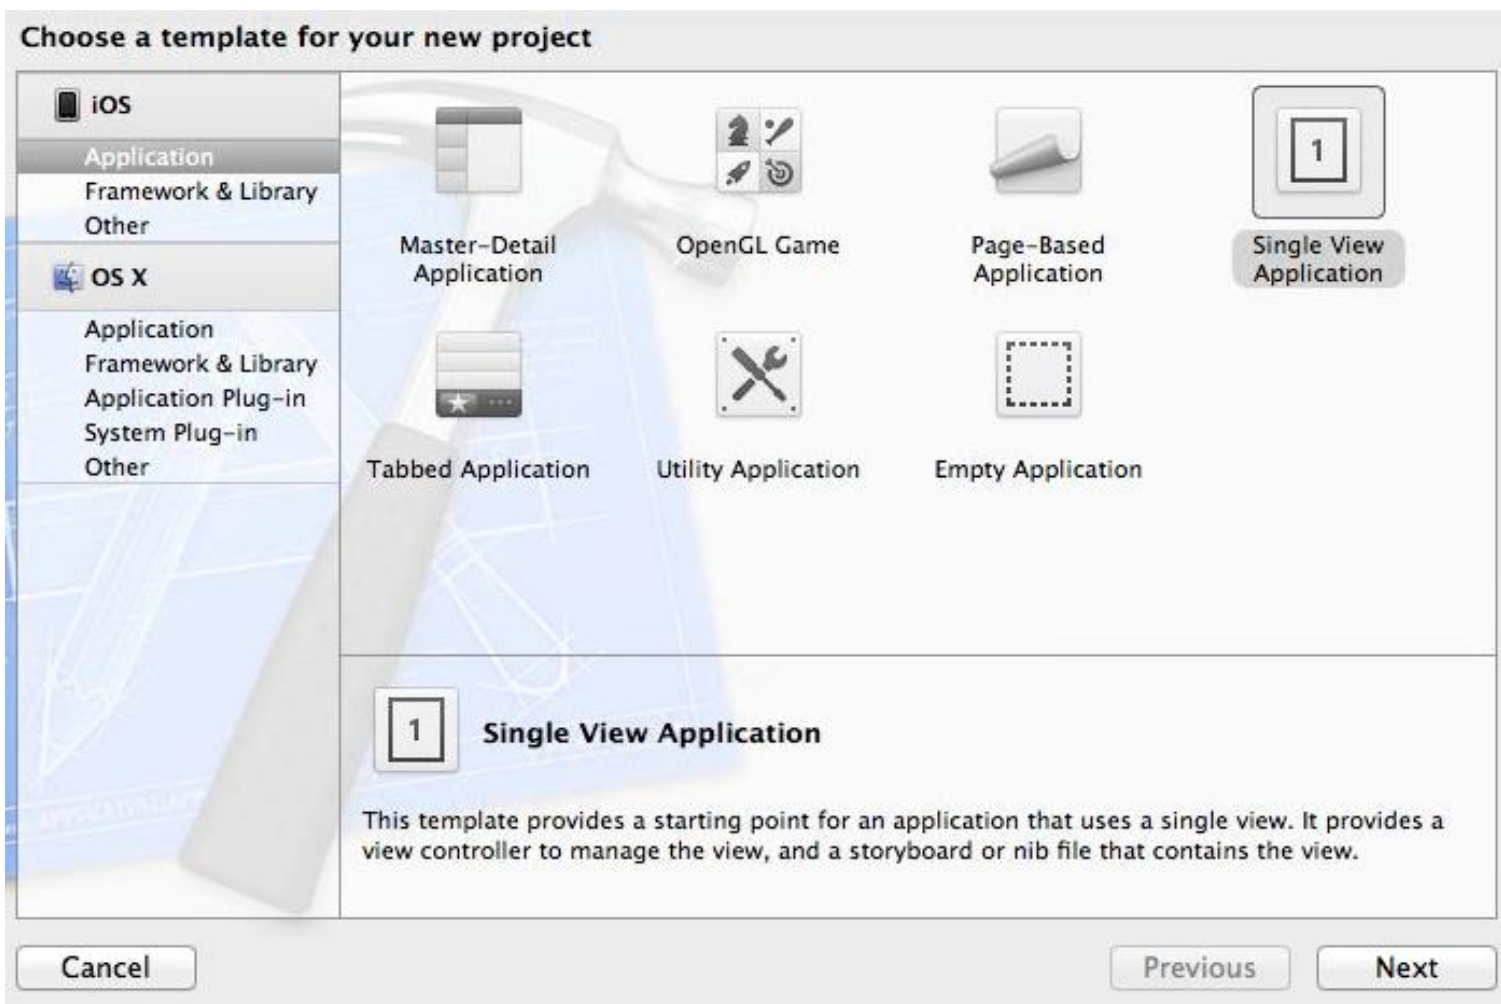 Choose a template for your new project
iOS
Application
Framework & Library
Other
OS X
Application
Framework & Library
Application Plug-in
System Plug-in
Other
Master-Detail
Application
OpenGL Game
Page-Based
Application
1
Single View
Application
Tabbed Application
Utility Application
Empty Application
1
Single View Application
This template provides a starting point for an application that uses a single view. It provides a
view controller to manage the view, and a storyboard or nib file that contains the view.
Cancel
Previous
Next